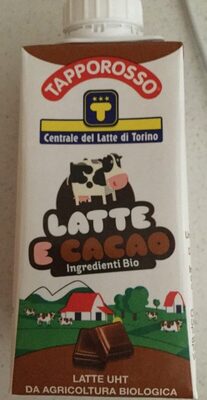 TAPPOROSSO
T
Centrale del Latte di Torino
LATTE
E CACAO
Ingredienti Bio
LATTE UHT
DA AGRICOLTURA BIOLOGICA